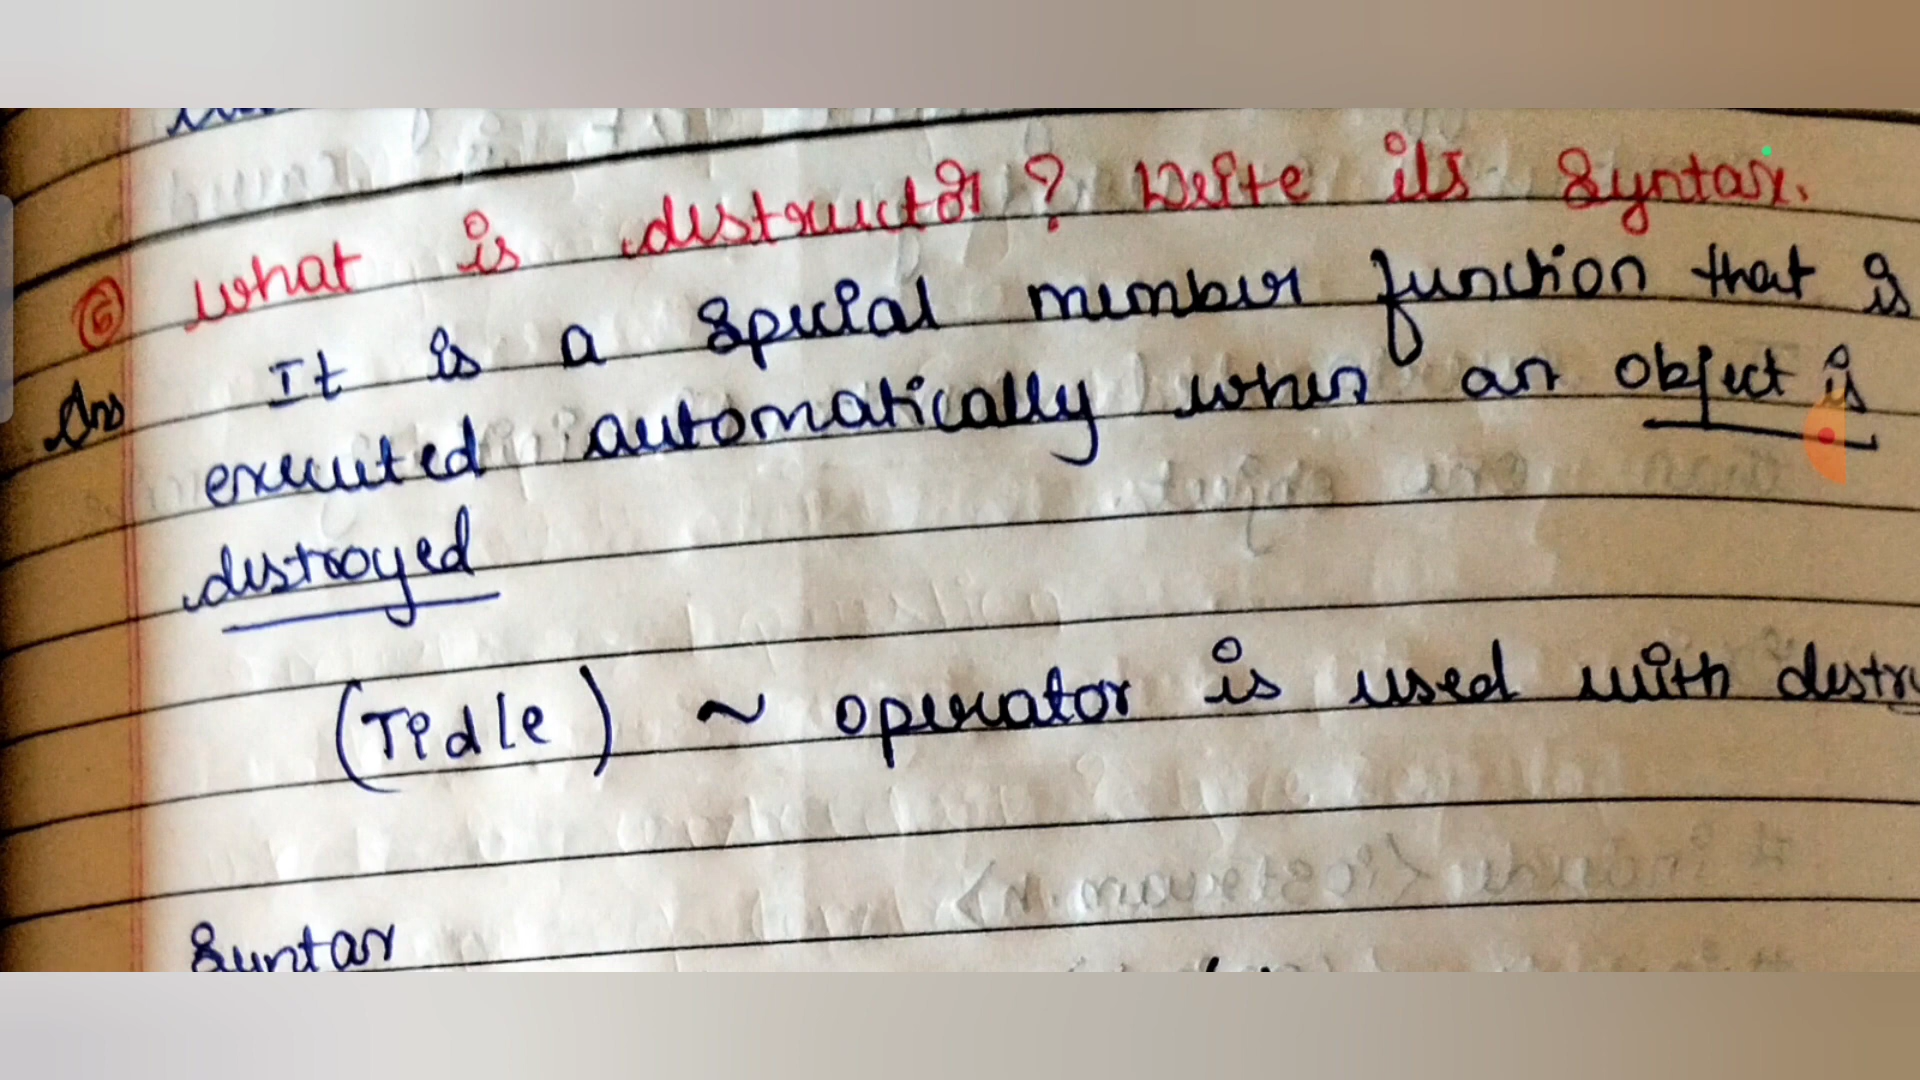 ⑥ What is destructor? Write its Syntax.
Ans It is a Special member function that is
executed automatically when an object is
destroyed
(Tidle) ~ operator is used with destru
Syntax